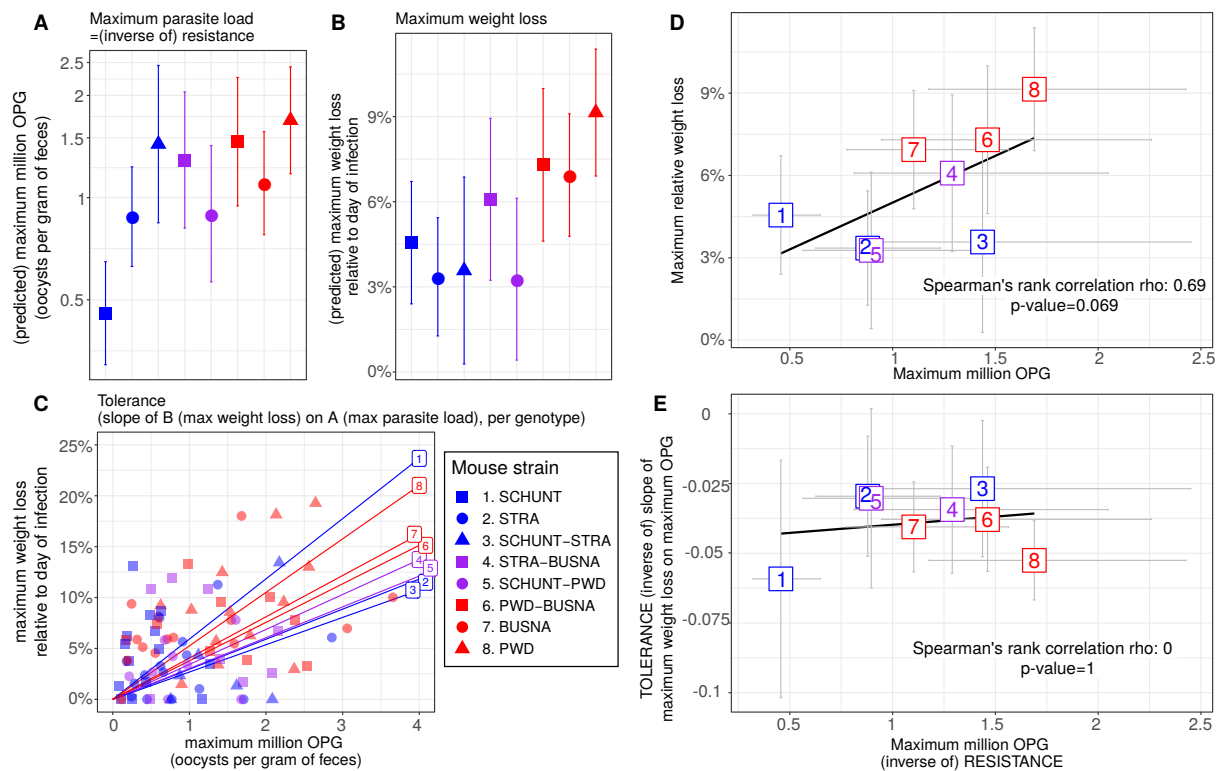 A
Maximum parasite load
=(inverse of) resistance
(predicted) maximum million OPG
(oocysts per gram of feces)
2.5
2
1.5
1
0.5
B
Maximum weight loss
(predicted) maximum weight loss
relative to day of infection
9%
6%
3%
0%
C
Tolerance
(slope of B (max weight loss) on A (max parasite load), per genotype)
maximum weight loss
relative to day of infection
25%
20%
15%
10%
5%
0%
1
8
7
6
4
5
2
3
0
1
2
3
4
maximum million OPG
(oocysts per gram of feces)
Mouse strain
1. SCHUNT
2. STRA
3. SCHUNT-STRA
4. STRA-BUSNA
5. SCHUNT-PWD
6. PWD-BUSNA
7. BUSNA
8. PWD
D
Maximum relative weight loss
9%
6%
3%
0%
8
7
6
4
1
2
5
3
Spearman's rank correlation rho: 0.69
p-value=0.069
0.5
1
1.5
2
2.5
Maximum million OPG
E
TOLERANCE (inverse of) slope of
maximum weight loss on maximum OPG
0
-0.025
-0.05
-0.075
-0.1
2
5
3
4
7
6
8
1
Spearman's rank correlation rho: 0
p-value=1
0.5
1
1.5
2
2.5
Maximum million OPG
(inverse of) RESISTANCE